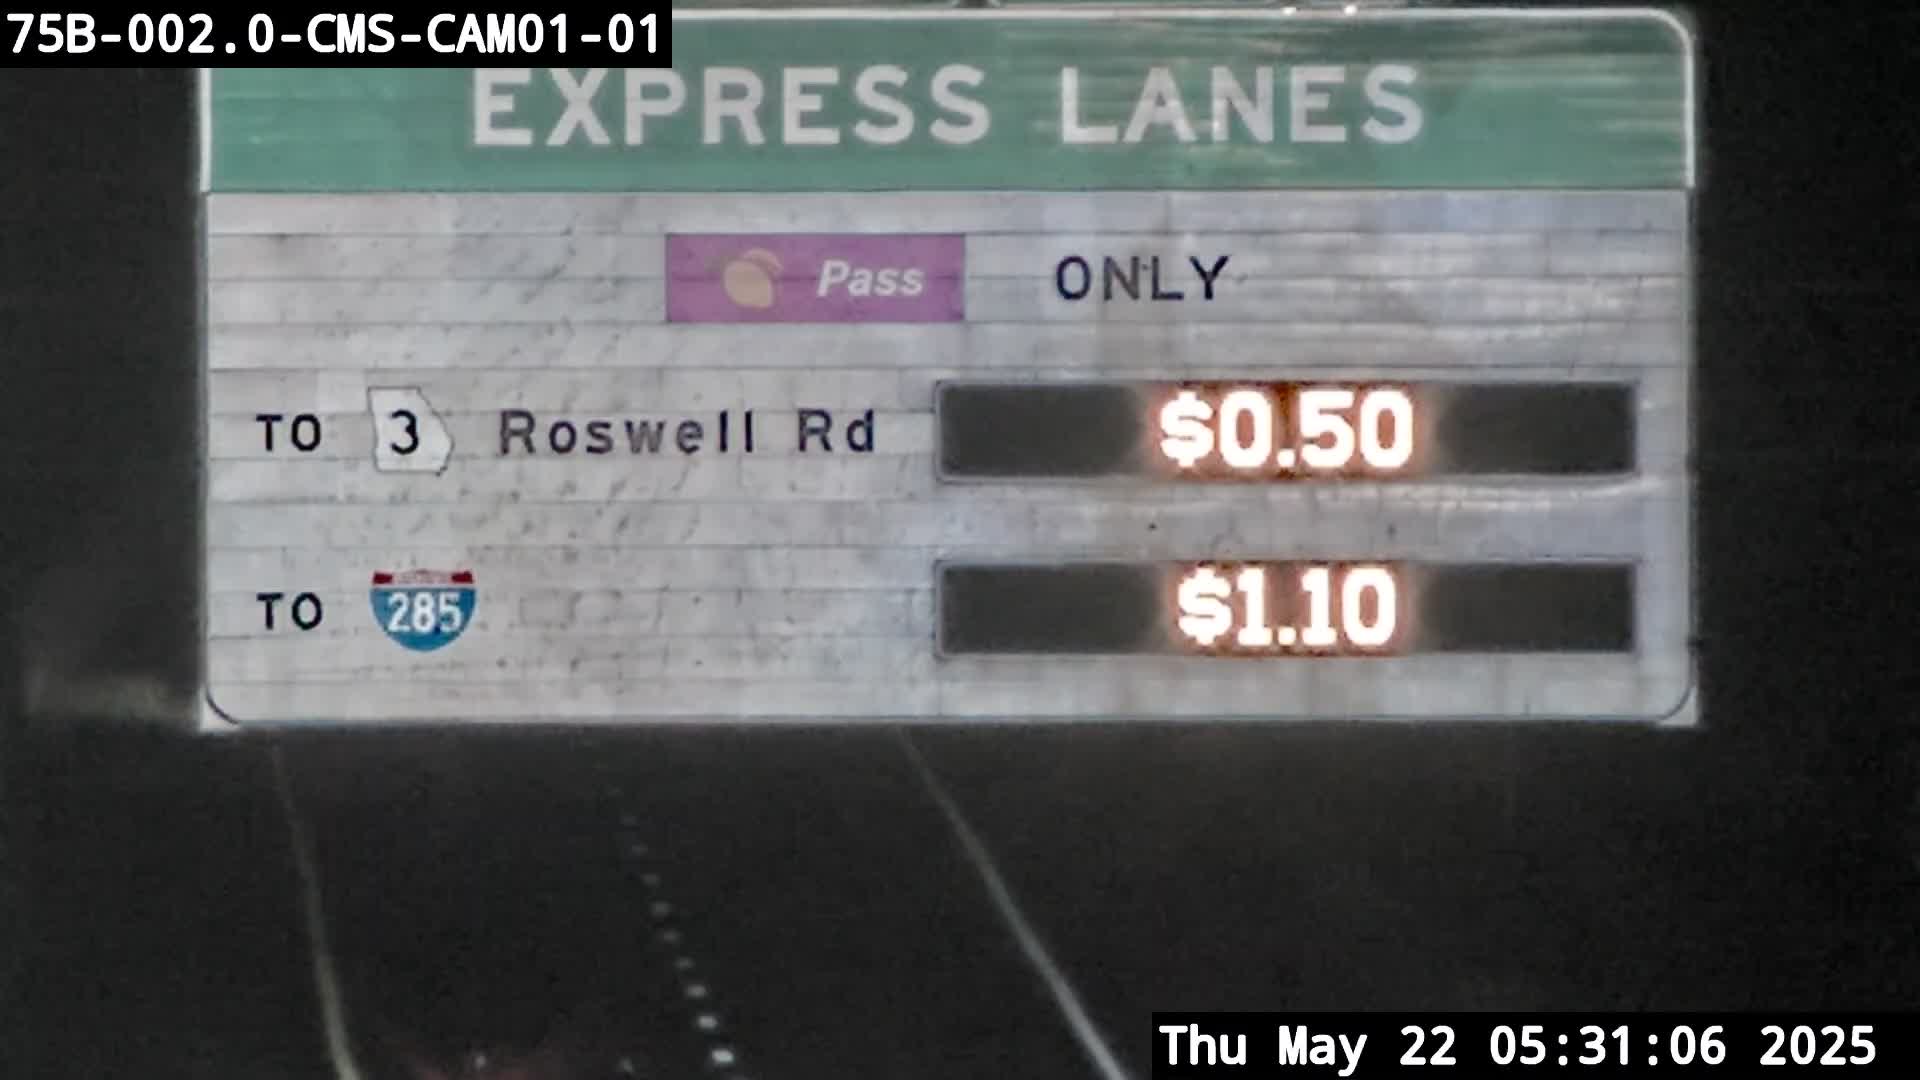 75B-002.0-CMS-CAM01-01
EXPRESS LANES
Pass ONLY
TO 3 Roswell Rd $0.50
TO 285 $1.10
Thu May 22 05:31:06 2025